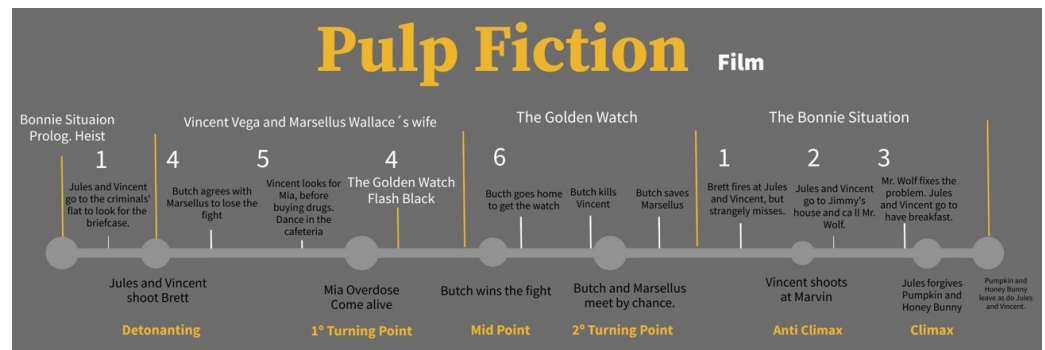 Pulp Fiction Film
Bonnie Situaion
Prolog. Heist
Vincent Vega and Marsellus Wallace´s wife
The Golden Watch
The Bonnie Situation
1
4
5
4
6
1
2
3
Jules and Vincent
go to the criminals'
flat to look for the
briefcase.
Butch agrees with
Marsellus to lose the
fight
Vincent looks for
Mia, before
buying drugs.
Dance in the
cafeteria
The Golden Watch
Flash Black
Bucth goes home
to get the watch
Butch kills
Vincent
Butch saves
Marsellus
Brett fires at Jules
and Vincent, but
strangely misses.
Jules and Vincent
go to Jimmy's
house and ca ll Mr.
Wolf.
Mr. Wolf fixes the
problem. Jules
and Vincent go to
have breakfast.
Jules and Vincent
shoot Brett
Mia Overdose
Come alive
Butch wins the fight
Butch and Marsellus
meet by chance.
Vincent shoots
at Marvin
Jules forgives
Pumpkin and
Honey Bunny
Pumpkin and
Honey Bunny
leave as do Jules
and Vincent.
Detonanting
1º Turning Point
Mid Point
2º Turning Point
Anti Climax
Climax